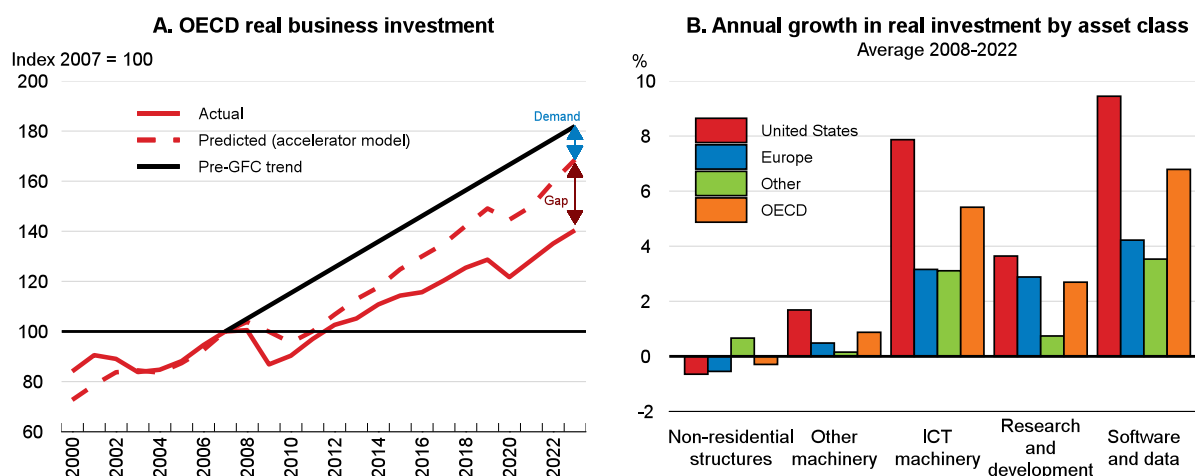 A. OECD real business investment
Index 2007 = 100
200
180
160
140
120
100
80
60
Actual
Predicted (accelerator model)
Pre-GFC trend
Demand
Gap
2000
2002
2004
2006
2008
2010
2012
2014
2016
2018
2020
2022
B. Annual growth in real investment by asset class
Average 2008-2022
%
10
8
6
4
2
0
-2
United States
Europe
Other
OECD
Non-residential
structures
Other
machinery
ICT
machinery
Research
and
development
Software
and data